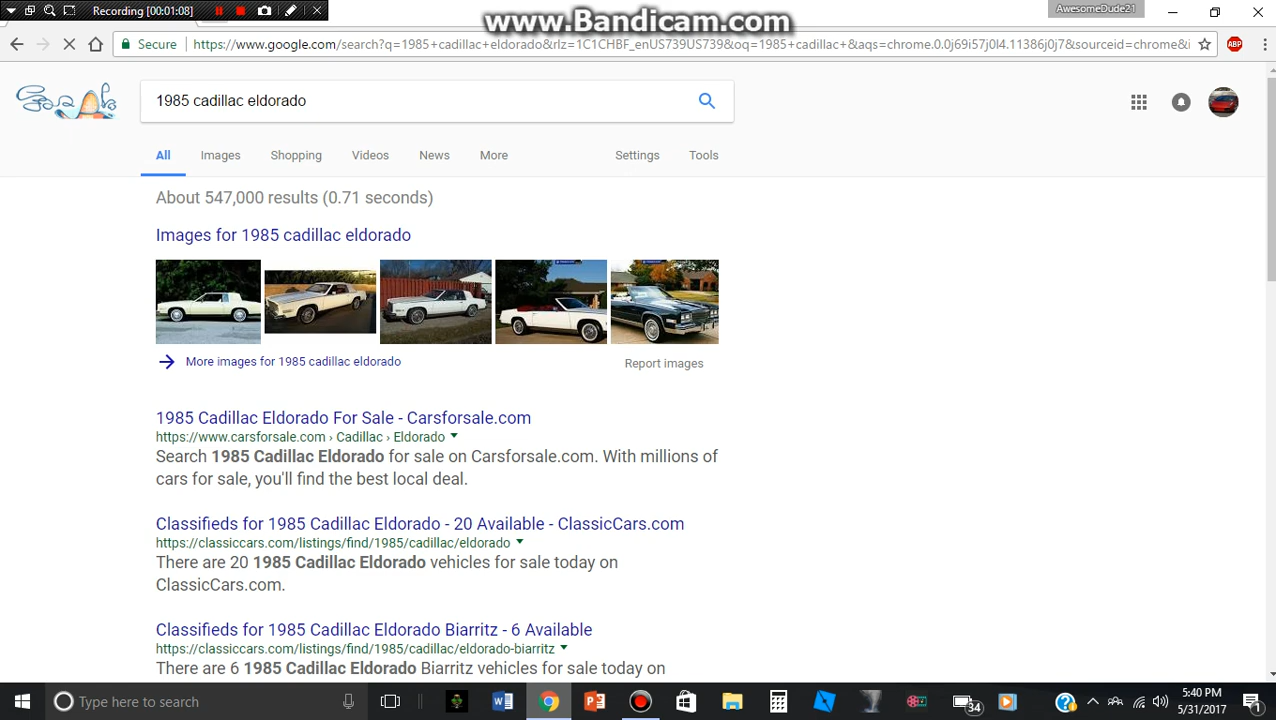 Recording [00:01:08]
www.Bandicam.com
AwesomeDude21
Secure
https://www.google.com/search?q=1985+cadillac+eldorado&rlz=1C1CHBF_enUS739US739&oq=1985+cadillac+&aqs=chrome.0.0j69i57j0l4.11386j0j7&sourceid=chrome&i
ABP
1985 cadillac eldorado
All Images Shopping Videos News More Settings Tools
About 547,000 results (0.71 seconds)
Images for 1985 cadillac eldorado
More images for 1985 cadillac eldorado
Report images
1985 Cadillac Eldorado For Sale - Carsforsale.com
https://www.carsforsale.com › Cadillac › Eldorado
Search 1985 Cadillac Eldorado for sale on Carsforsale.com. With millions of
cars for sale, you'll find the best local deal.
Classifieds for 1985 Cadillac Eldorado - 20 Available - ClassicCars.com
https://classiccars.com/listings/find/1985/cadillac/eldorado
There are 20 1985 Cadillac Eldorado vehicles for sale today on
ClassicCars.com.
Classifieds for 1985 Cadillac Eldorado Biarritz - 6 Available
https://classiccars.com/listings/find/1985/cadillac/eldorado-biarritz
There are 6 1985 Cadillac Eldorado Biarritz vehicles for sale today on
Type here to search
34
5:40 PM
5/31/2017